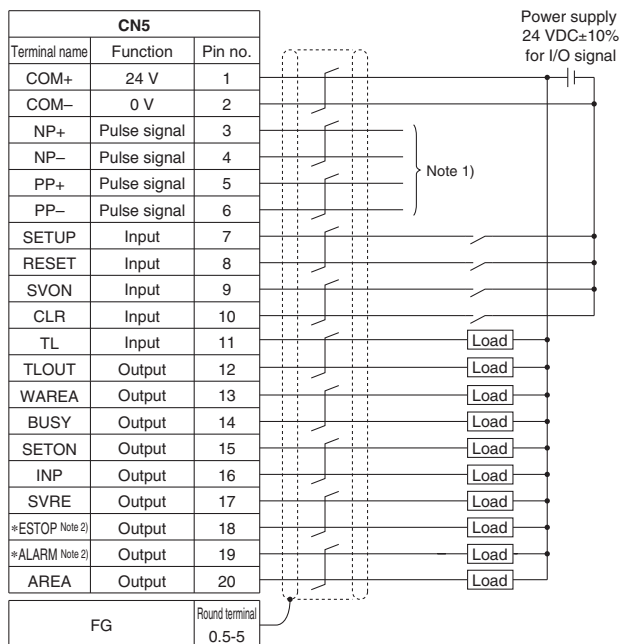 CN5
Power supply
24 VDC±10%
for I/O signal
Terminal name Function Pin no.
COM+ 24 V 1
COM– 0 V 2
NP+ Pulse signal 3
NP– Pulse signal 4
PP+ Pulse signal 5
PP– Pulse signal 6
Note 1)
SETUP Input 7
RESET Input 8
SVON Input 9
CLR Input 10
TL Input 11 Load
TLOUT Output 12 Load
WAREA Output 13 Load
BUSY Output 14 Load
SETON Output 15 Load
INP Output 16 Load
SVRE Output 17 Load
*ESTOP Note 2) Output 18 Load
*ALARM Note 2) Output 19 Load
AREA Output 20 Load
FG Round terminal
0.5-5